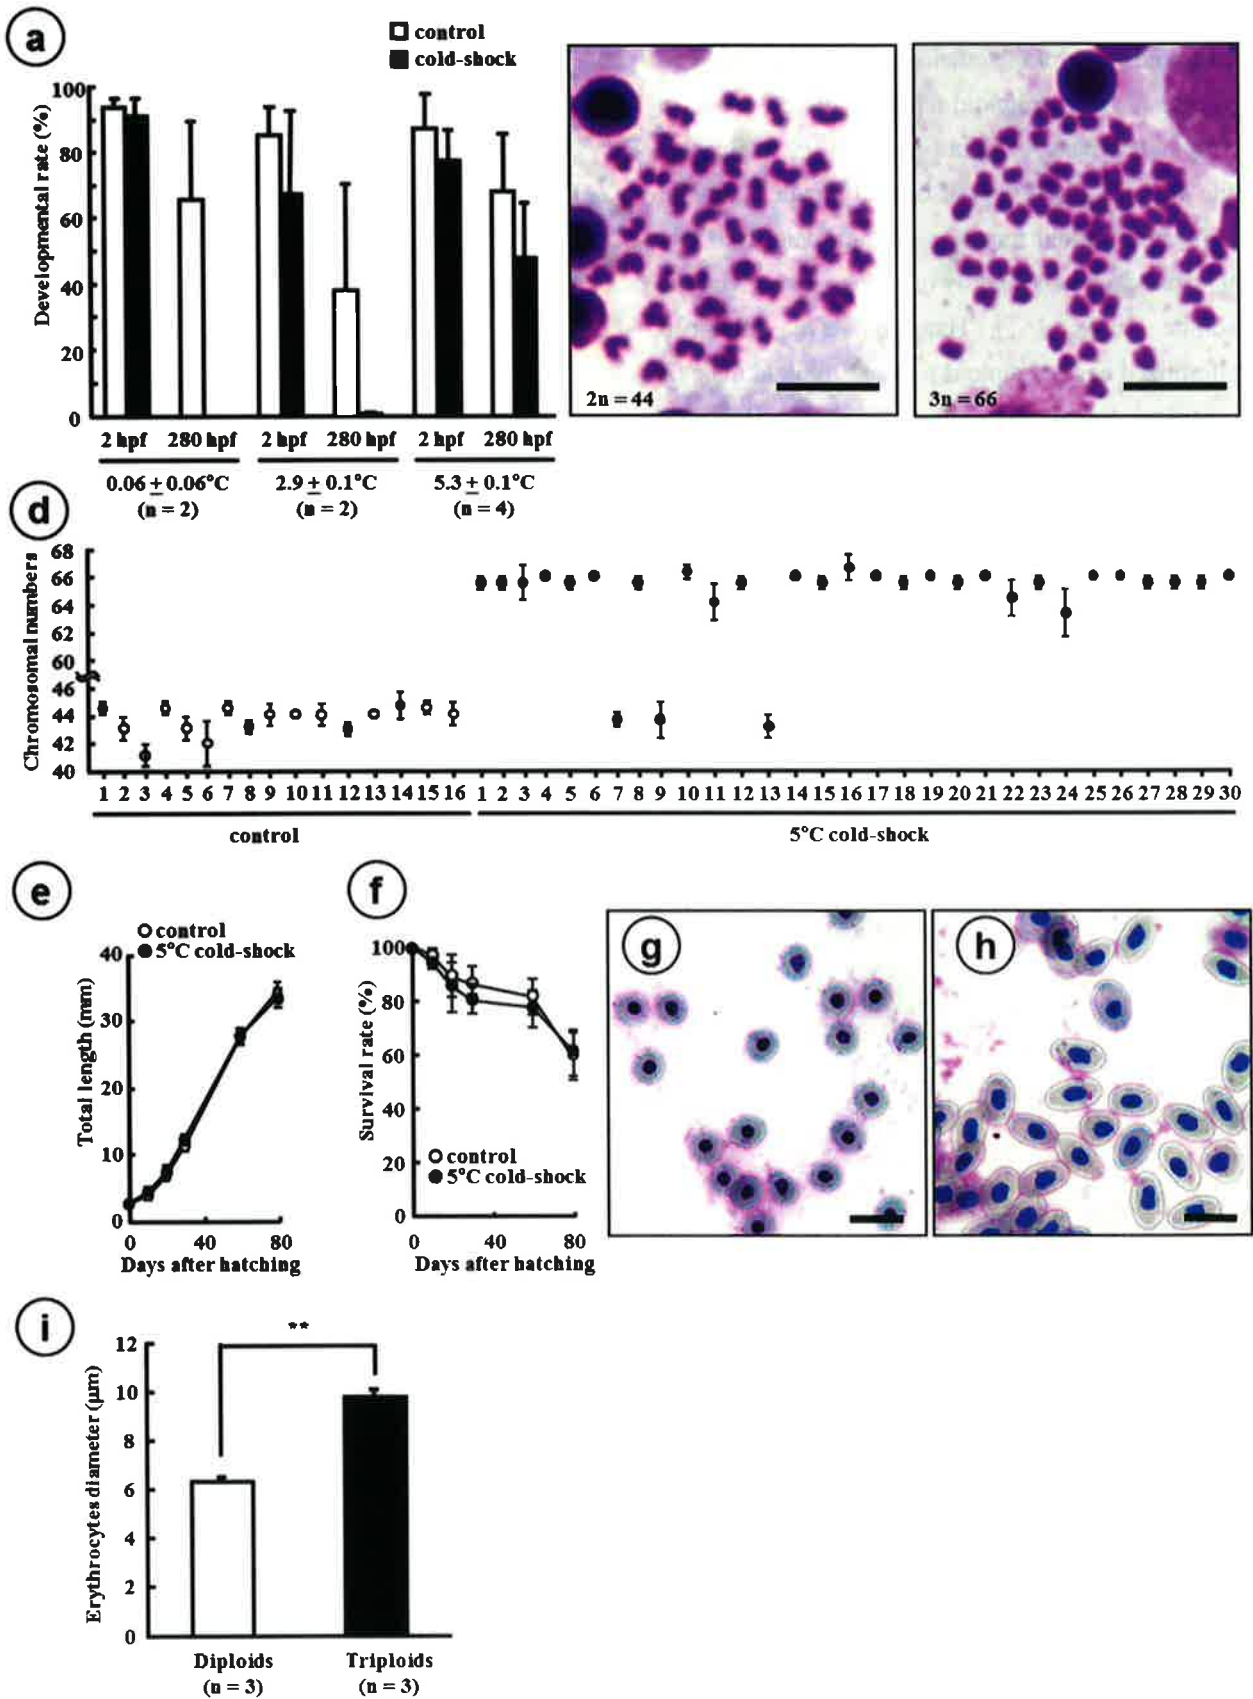 a
control
cold-shock
Developmental rate (%)
100
80
60
40
20
0
2 hpf 280 hpf 2 hpf 280 hpf 2 hpf 280 hpf
0.06 ± 0.06°C 2.9 ± 0.1°C 5.3 ± 0.1°C
(n = 2) (n = 2) (n = 4)
2n = 44
3n = 66
d
Chromosomal numbers
68
66
64
62
60
46
44
42
40
1 2 3 4 5 6 7 8 9 10 11 12 13 14 15 16 1 2 3 4 5 6 7 8 9 10 11 12 13 14 15 16 17 18 19 20 21 22 23 24 25 26 27 28 29 30
control 5°C cold-shock
e
control
5°C cold-shock
Total length (mm)
40
30
20
10
0
0 40 80
Days after hatching
f
Survival rate (%)
100
80
60
40
20
0
control
5°C cold-shock
0 40 80
Days after hatching
g
h
i
**
Erythrocytes diameter (μm)
12
10
8
6
4
2
0
Diploids Triploids
(n = 3) (n = 3)